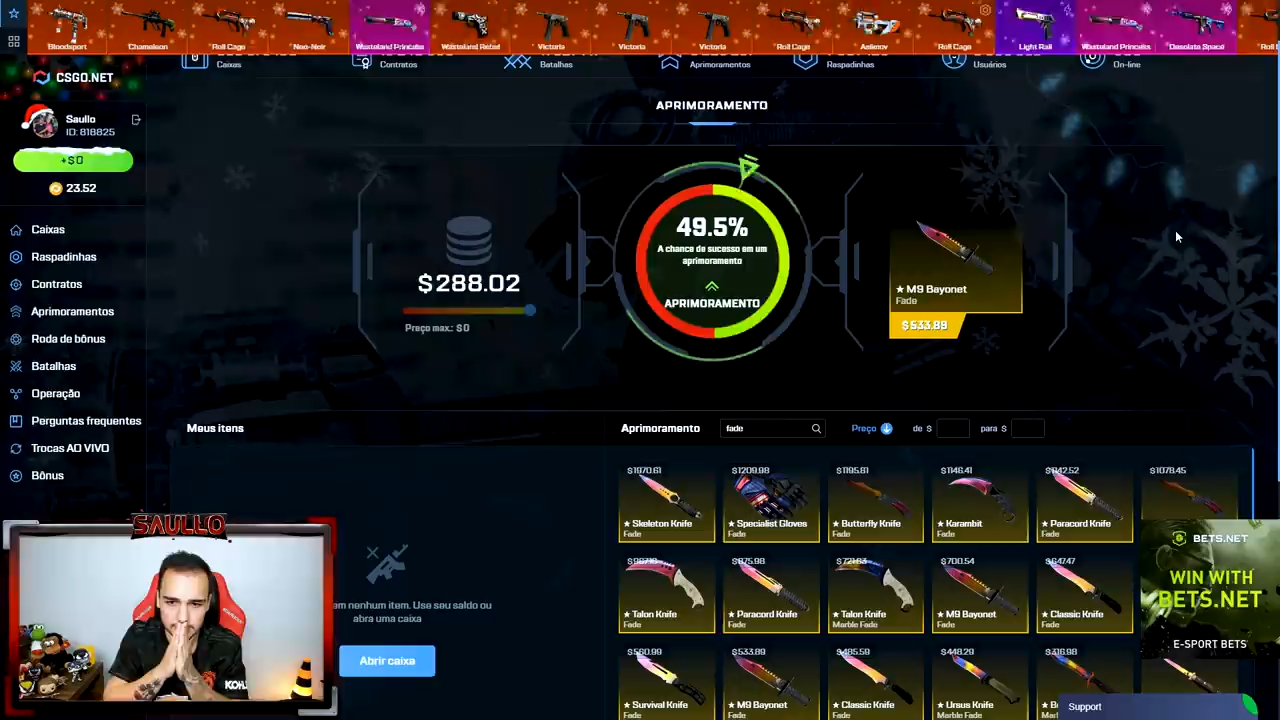 Bloodsport
Chameleon
Roll Cage
Neo-Noir
Wasteland Princess
Wasteland Rebel
Victoria
Victoria
Victoria
Roll Cage
Asiimov
Roll Cage
Light Rail
Wasteland Princess
Desolate Space
CSGO.NET
Caixas
Contratos
Batalhas
Aprimoramentos
Raspadinhas
Usuários
On-line
Saullo
ID: 818825
+$0
23.52
Caixas
Raspadinhas
Contratos
Aprimoramentos
Roda de bônus
Batalhas
Operação
Perguntas frequentes
Trocas AO VIVO
Bônus
APRIMORAMENTO
$288.02
Preço max.: $0
49.5%
A chance de sucesso em um
aprimoramento
APRIMORAMENTO
★ M9 Bayonet
Fade
$533.89
Meus itens
Aprimoramento
fade
Preço
de $
para $
em nenhum item. Use seu saldo ou
abra uma caixa
Abrir caixa
$1970.61
★ Skeleton Knife
Fade
$1209.98
★ Specialist Gloves
Fade
$1195.81
★ Butterfly Knife
Fade
$1146.41
★ Karambit
Fade
★ Paracord Knife
Fade
$1078.45
★ Talon Knife
Fade
$875.98
★ Paracord Knife
Fade
★ Talon Knife
Marble Fade
$700.54
★ M9 Bayonet
Fade
★ Classic Knife
Fade
$560.99
★ Survival Knife
Fade
$533.89
★ M9 Bayonet
Fade
$485.59
★ Classic Knife
Fade
$448.29
★ Ursus Knife
Marble Fade
$316.98
SAULLO
KOHL
BETS.NET
WIN WITH
BETS.NET
E-SPORT BETS
Support